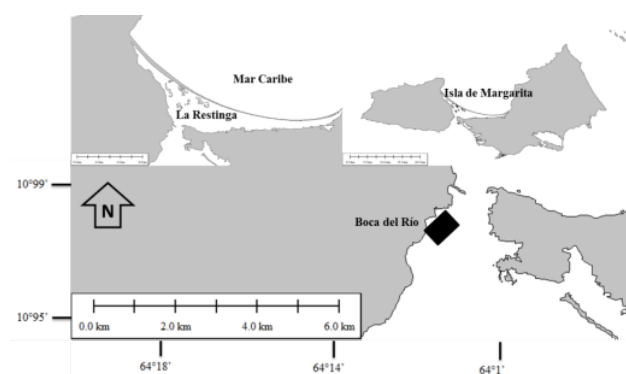 Mar Caribe
La Restinga
Isla de Margarita
10°99'
N
Boca del Río
10°95'
0.0 km 2.0 km 4.0 km 6.0 km
64°18' 64°14' 64°1'